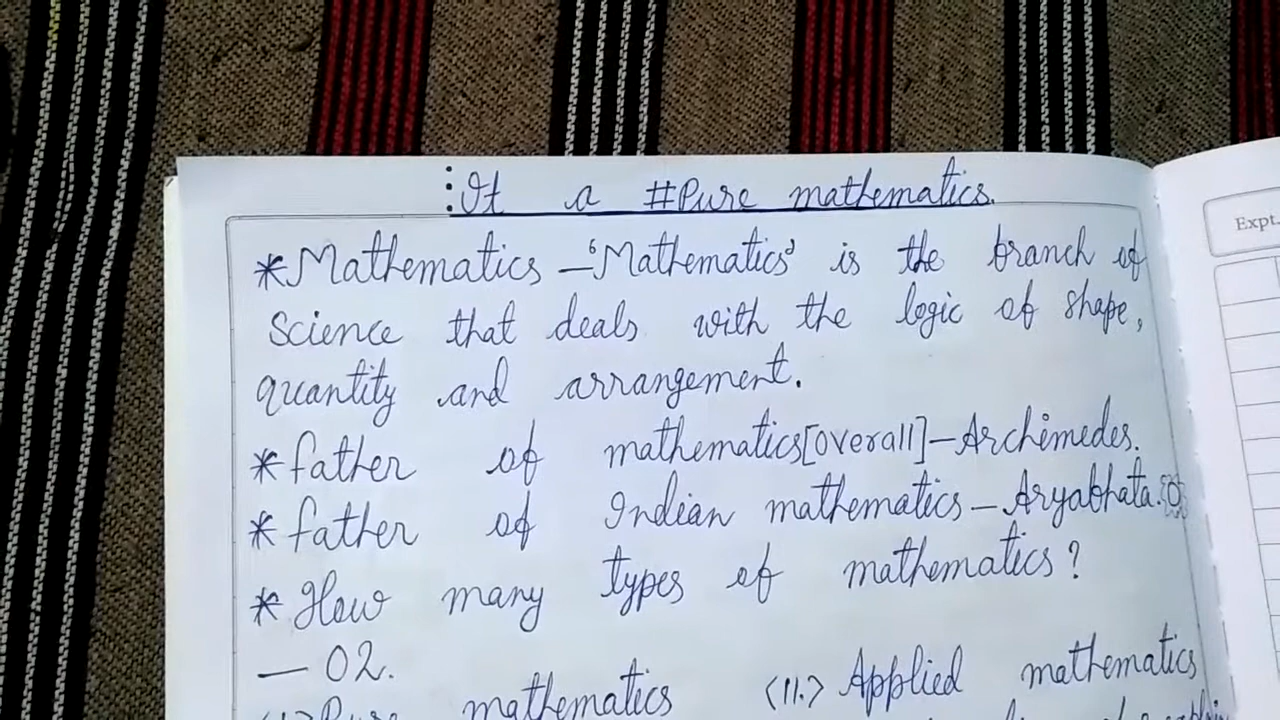 :It a #Pure mathematics.
*Mathematics -'Mathematics' is the branch of
Science that deals with the logic of shape,
quantity and arrangement.
*father of mathematics[overall]-Archimedes.
*father of Indian mathematics-Aryabhata.
*How many types of mathematics?
- 02.
<I.>Pure mathematics <II.> Applied mathematics
Expt.